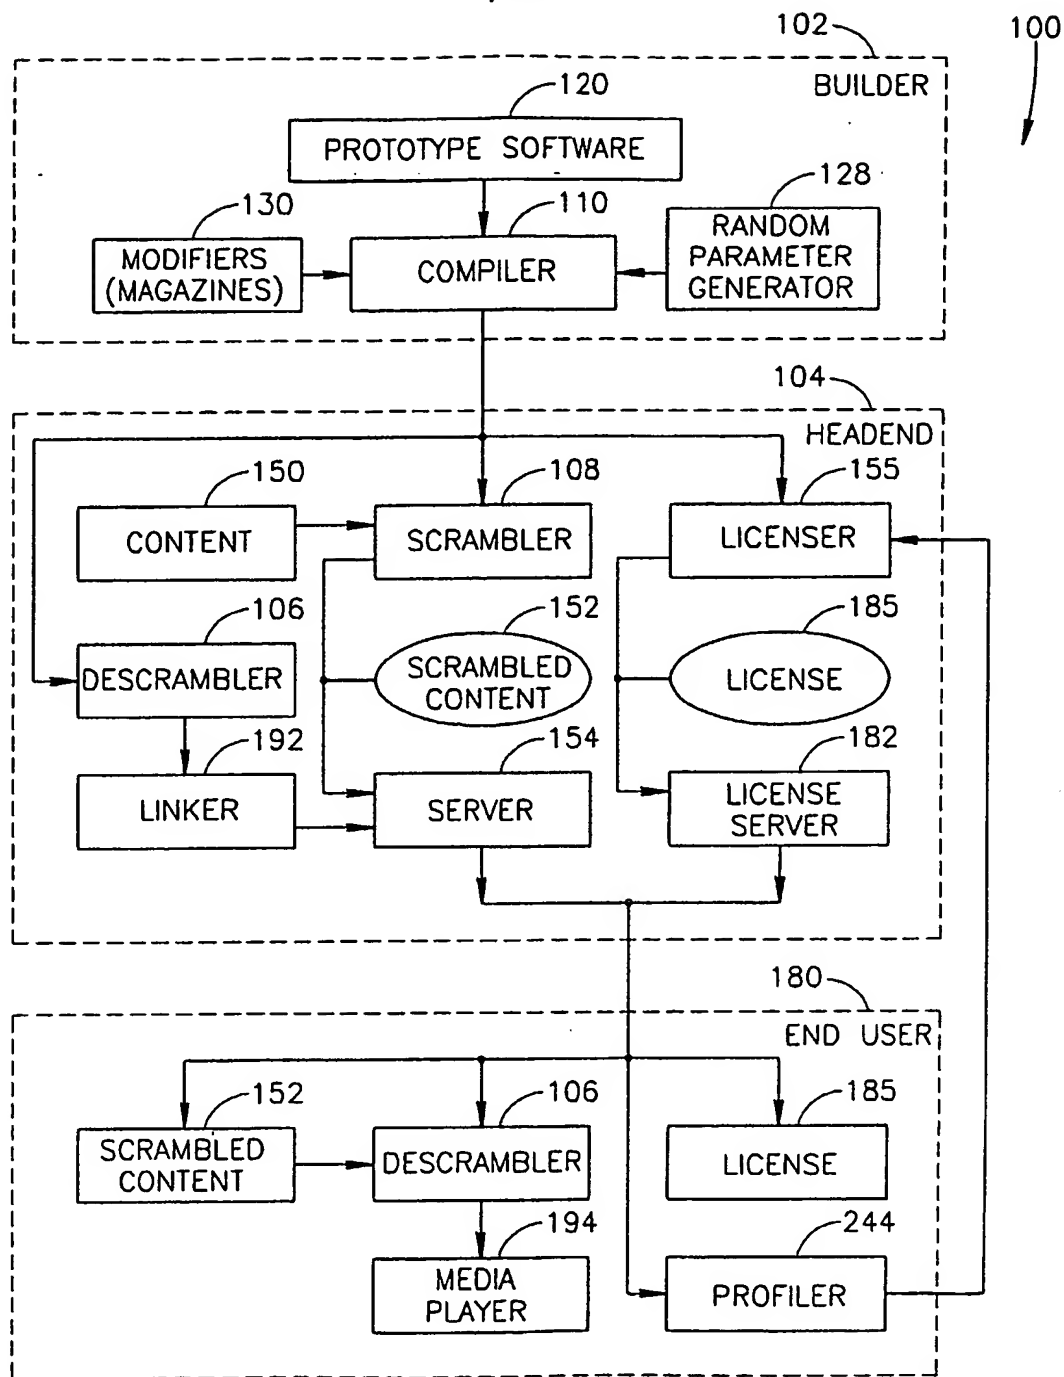 102
100
BUILDER
120
PROTOTYPE SOFTWARE
130
110
128
MODIFIERS
(MAGAZINES)
COMPILER
RANDOM
PARAMETER
GENERATOR
104
HEADEND
150
108
155
CONTENT
SCRAMBLER
LICENSER
106
152
185
DESCRAMBLER
SCRAMBLED
CONTENT
LICENSE
192
154
182
LINKER
SERVER
LICENSE
SERVER
180
END USER
152
106
185
SCRAMBLED
CONTENT
DESCRAMBLER
LICENSE
194
244
MEDIA
PLAYER
PROFILER